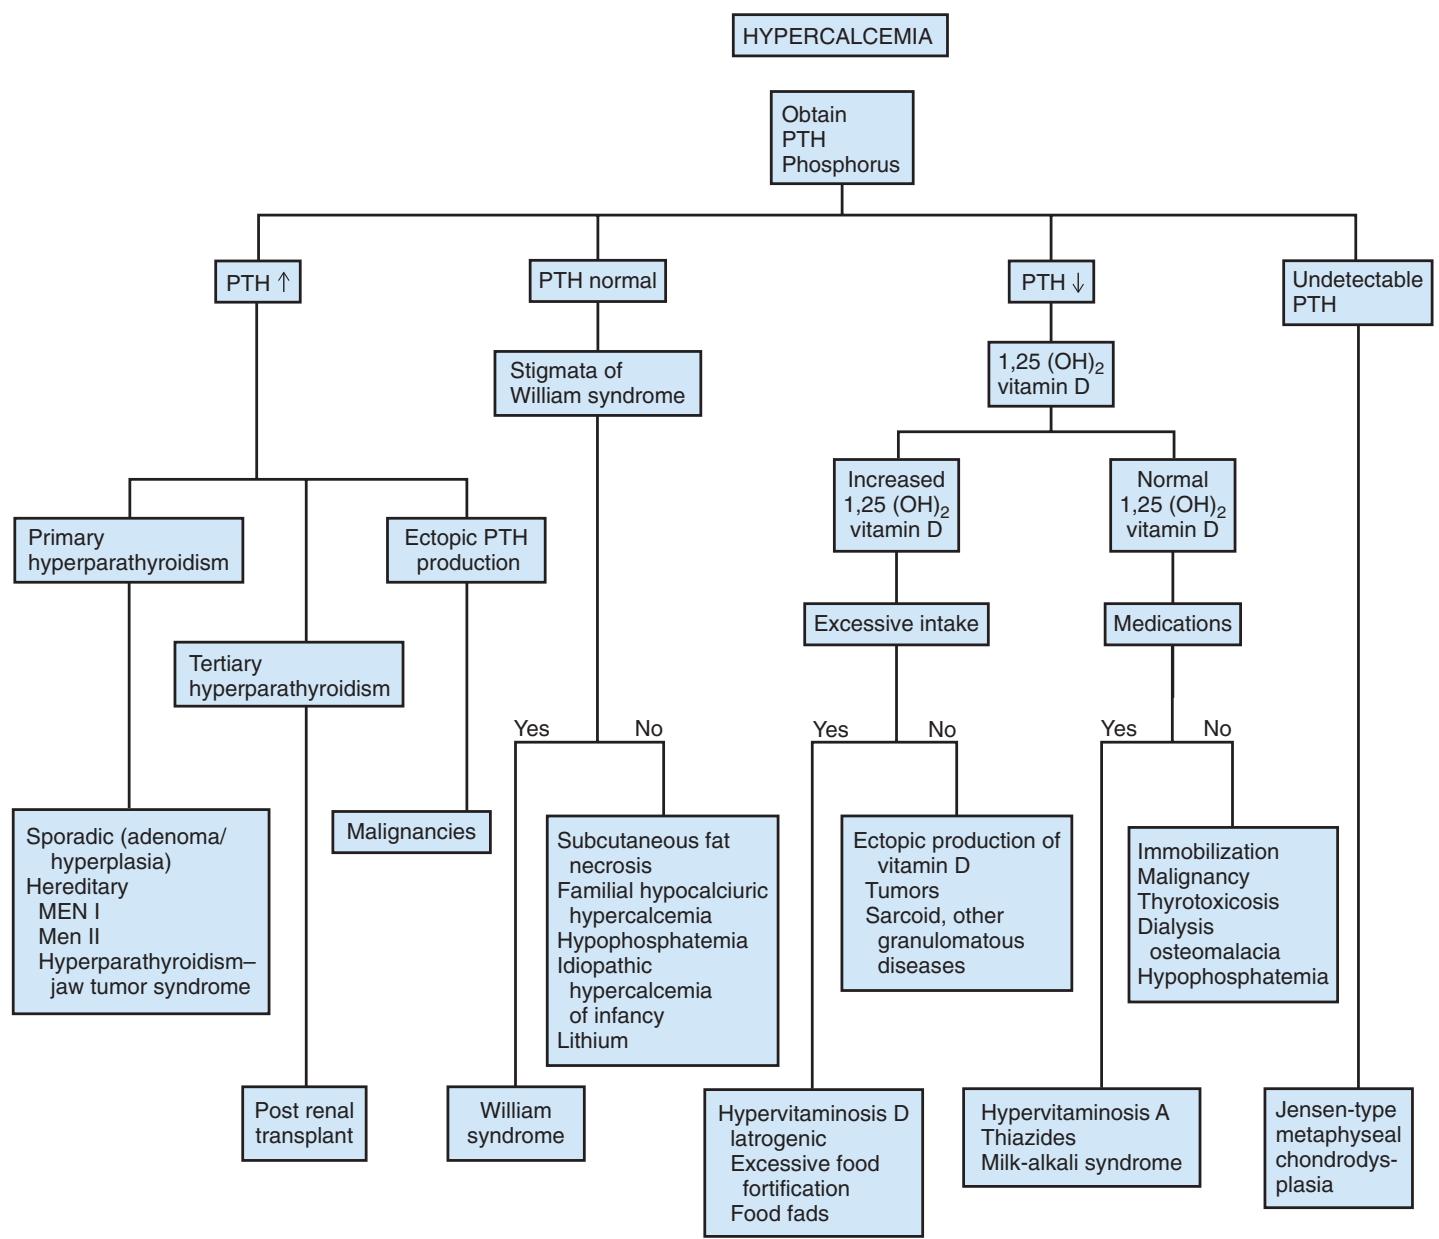 HYPERCALCEMIA
Obtain
PTH
Phosphorus
PTH ↑
PTH normal
PTH ↓
Undetectable
PTH
Stigmata of
William syndrome
1,25 (OH)₂
vitamin D
Increased
1,25 (OH)₂
vitamin D
Normal
1,25 (OH)₂
vitamin D
Primary
hyperparathyroidism
Ectopic PTH
production
Excessive intake
Medications
Tertiary
hyperparathyroidism
Yes
No
Yes
No
Yes
No
Sporadic (adenoma/
hyperplasia)
Hereditary
MEN I
Men II
Hyperparathyroidism–
jaw tumor syndrome
Malignancies
Subcutaneous fat
necrosis
Familial hypocalciuric
hypercalcemia
Hypophosphatemia
Idiopathic
hypercalcemia
of infancy
Lithium
Ectopic production of
vitamin D
Tumors
Sarcoid, other
granulomatous
diseases
Immobilization
Malignancy
Thyrotoxicosis
Dialysis
osteomalacia
Hypophosphatemia
Post renal
transplant
William
syndrome
Hypervitaminosis D
Iatrogenic
Excessive food
fortification
Food fads
Hypervitaminosis A
Thiazides
Milk-alkali syndrome
Jensen-type
metaphyseal
chondrodys-
plasia